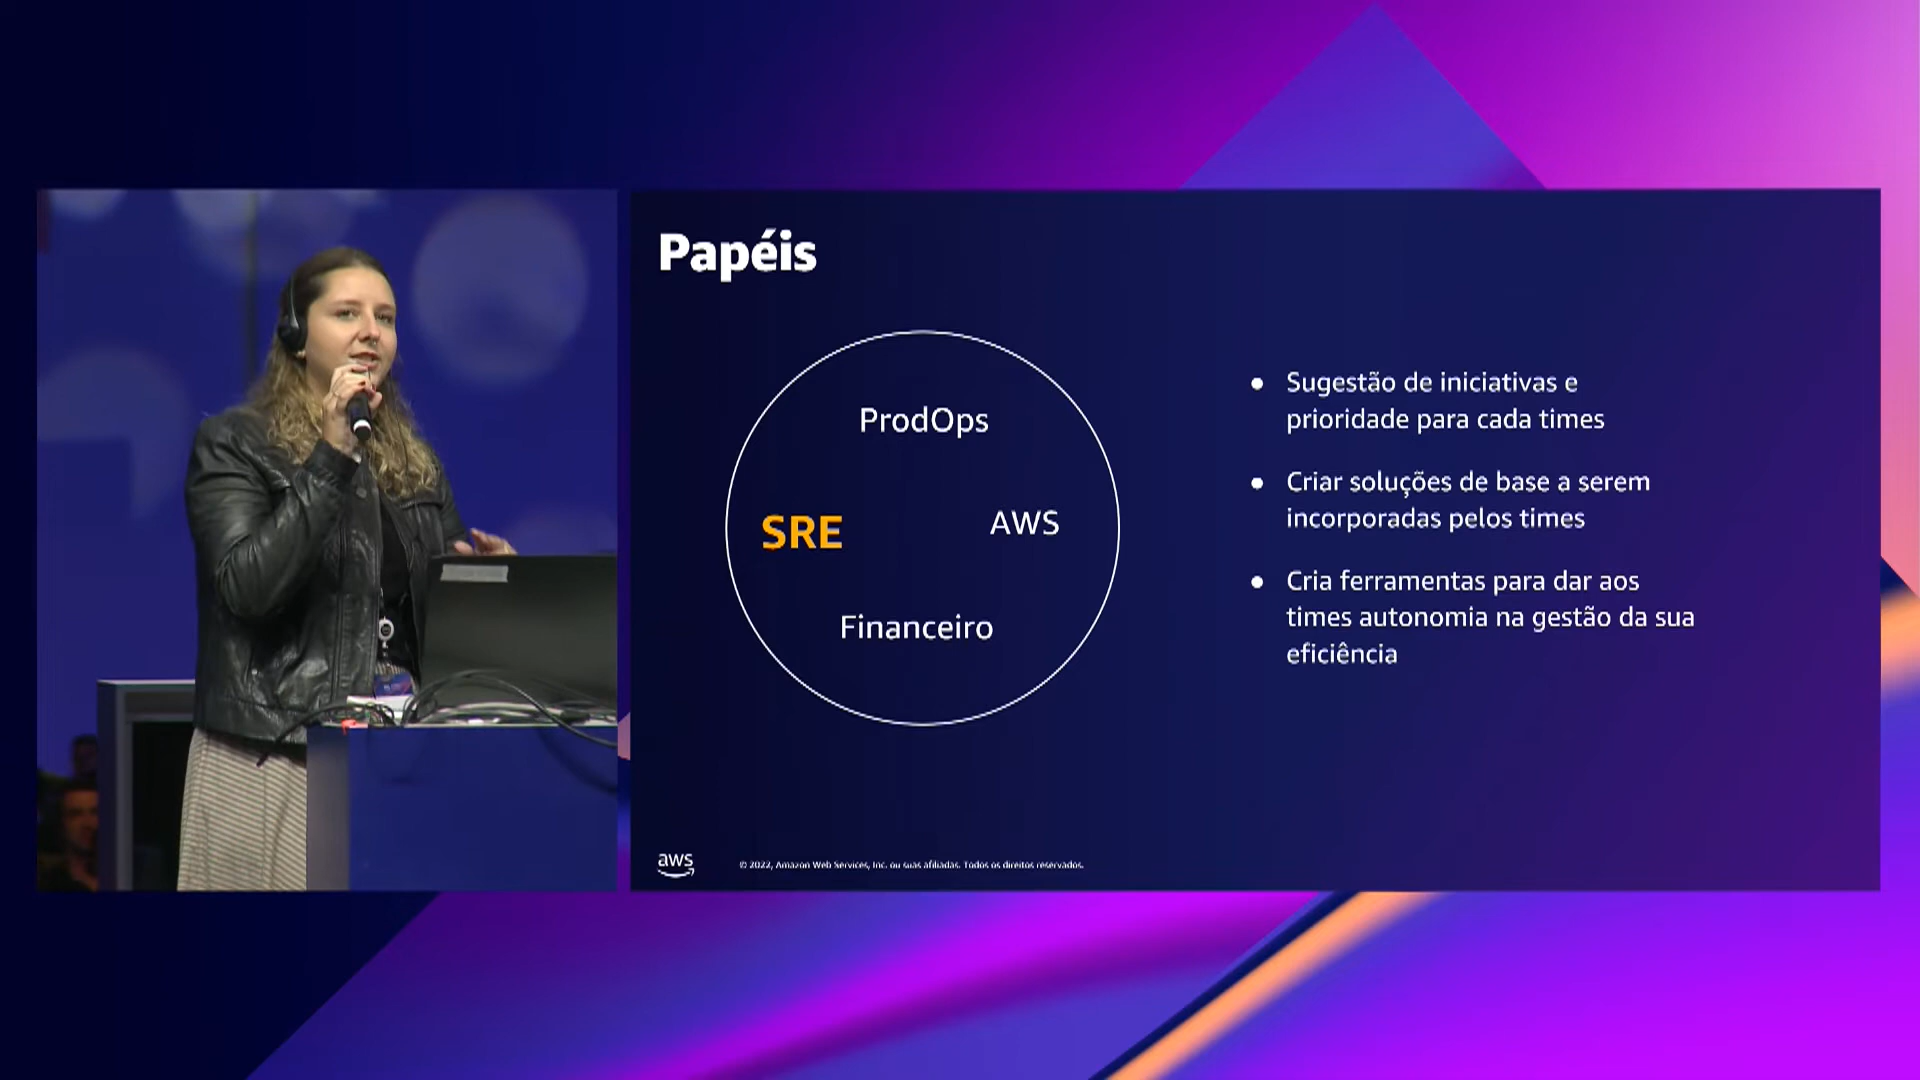 Papéis
ProdOps
SRE
AWS
Financeiro
● Sugestão de iniciativas e
prioridade para cada times
● Criar soluções de base a serem
incorporadas pelos times
● Cria ferramentas para dar aos
times autonomia na gestão da sua
eficiência
aws
© 2022, Amazon Web Services, Inc. ou suas afiliadas. Todos os direitos reservados.